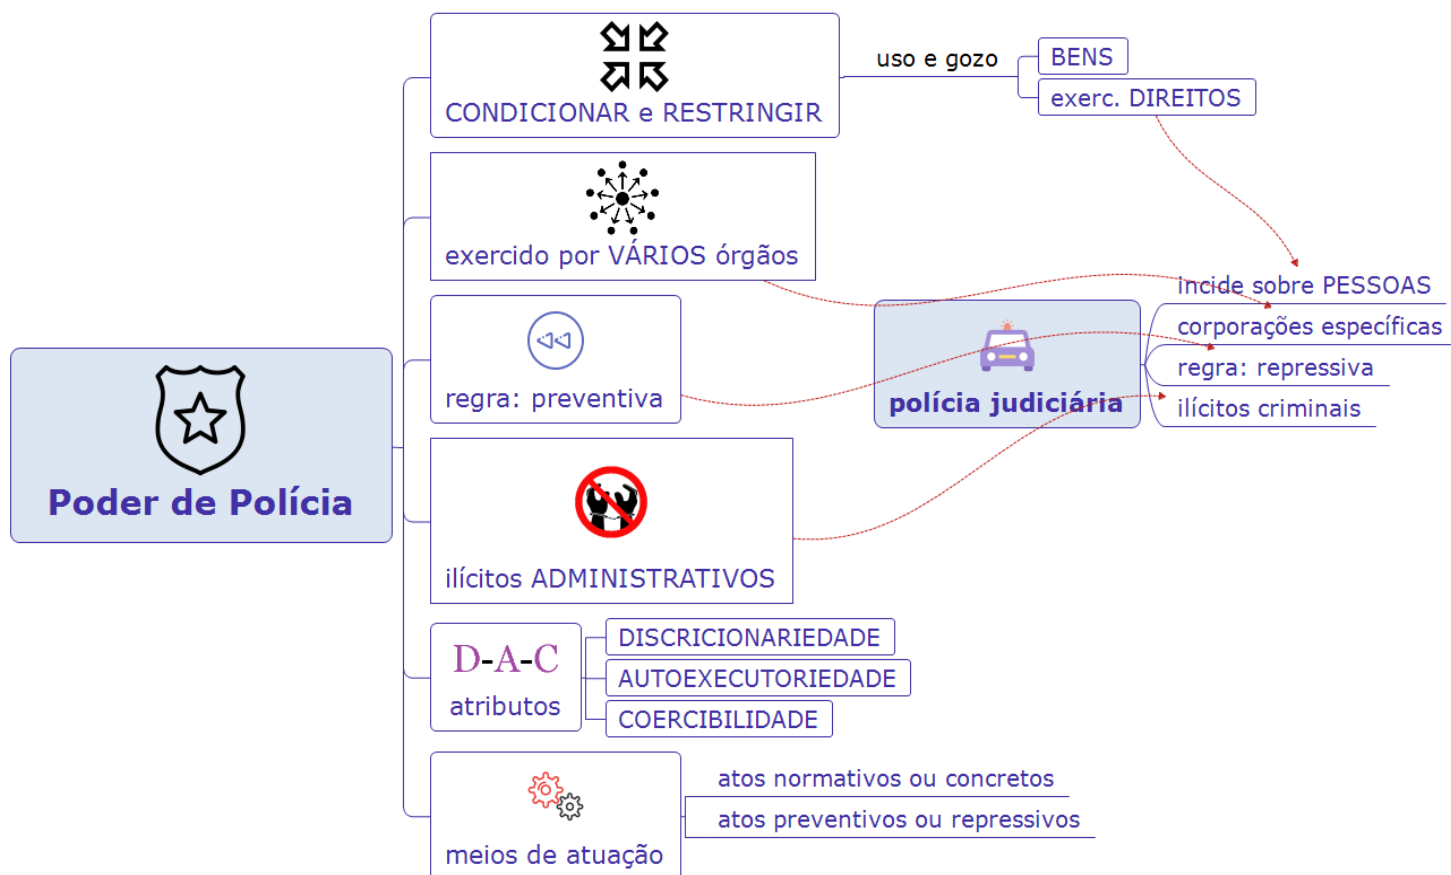 Poder de Polícia
CONDICIONAR e RESTRINGIR
uso e gozo
BENS
exerc. DIREITOS
exercido por VÁRIOS órgãos
regra: preventiva
ilícitos ADMINISTRATIVOS
D-A-C
atributos
DISCRICIONARIEDADE
AUTOEXECUTORIEDADE
COERCIBILIDADE
meios de atuação
atos normativos ou concretos
atos preventivos ou repressivos
polícia judiciária
incide sobre PESSOAS
corporações específicas
regra: repressiva
ilícitos criminais